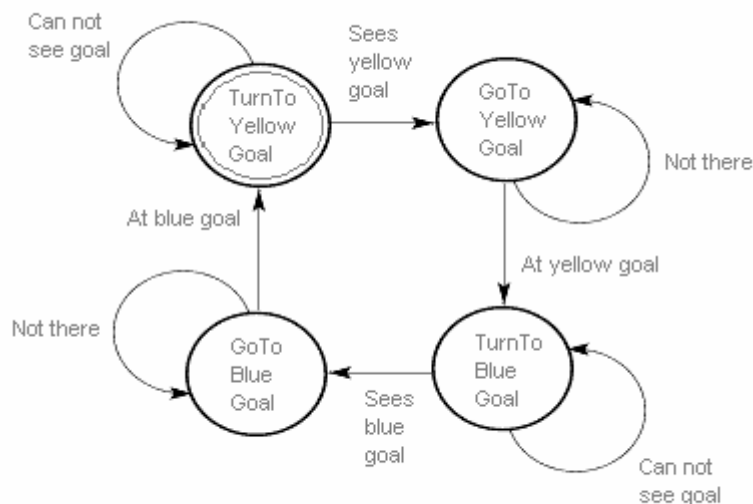 Can not
see goal
Sees
yellow
goal
TurnTo
Yellow
Goal
GoTo
Yellow
Goal
Not there
At blue goal
At yellow goal
Not there
GoTo
Blue
Goal
Sees
blue
goal
TurnTo
Blue
Goal
Can not
see goal